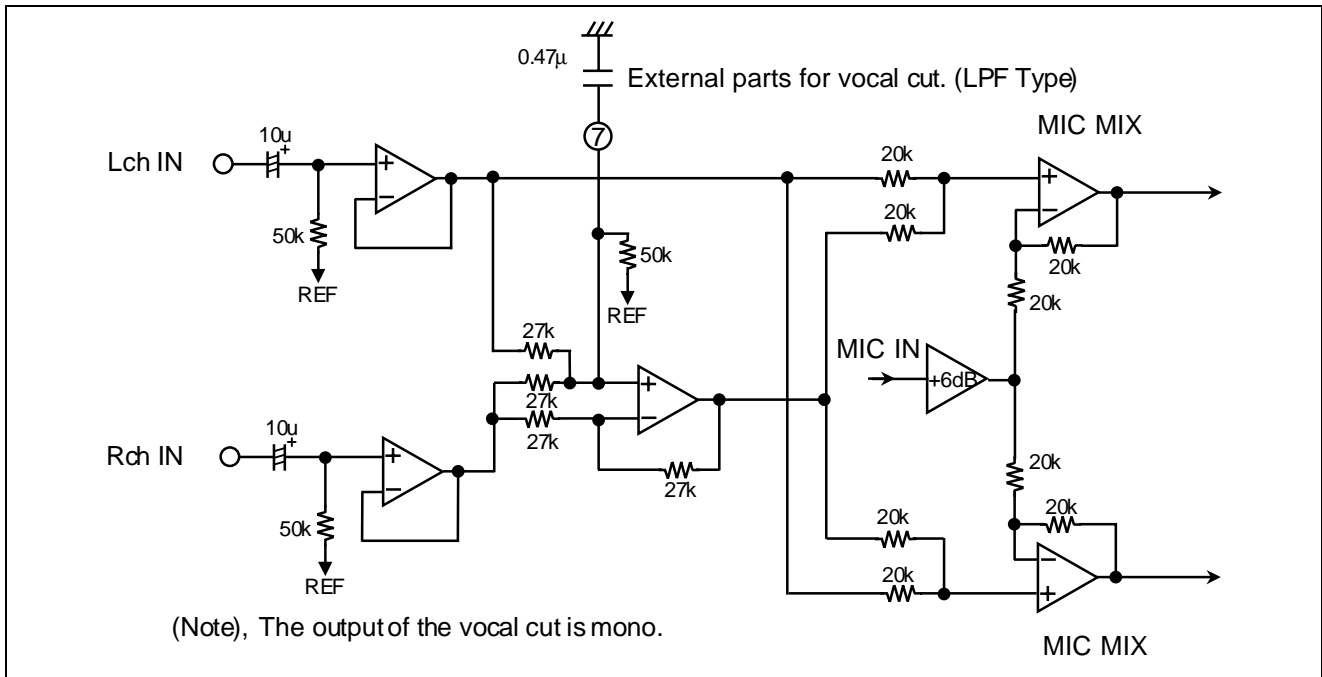 0.47µ
External parts for vocal cut. (LPF Type)
7
MIC MIX
10u
+
Lch IN
+
−
50k
REF
20k
20k
+
−
20k
20k
50k
REF
27k
27k
27k
+
−
27k
MIC IN
+6dB
10u
+
Rch IN
+
−
50k
REF
20k
20k
20k
20k
−
+
MIC MIX
(Note), The output of the vocal cut is mono.